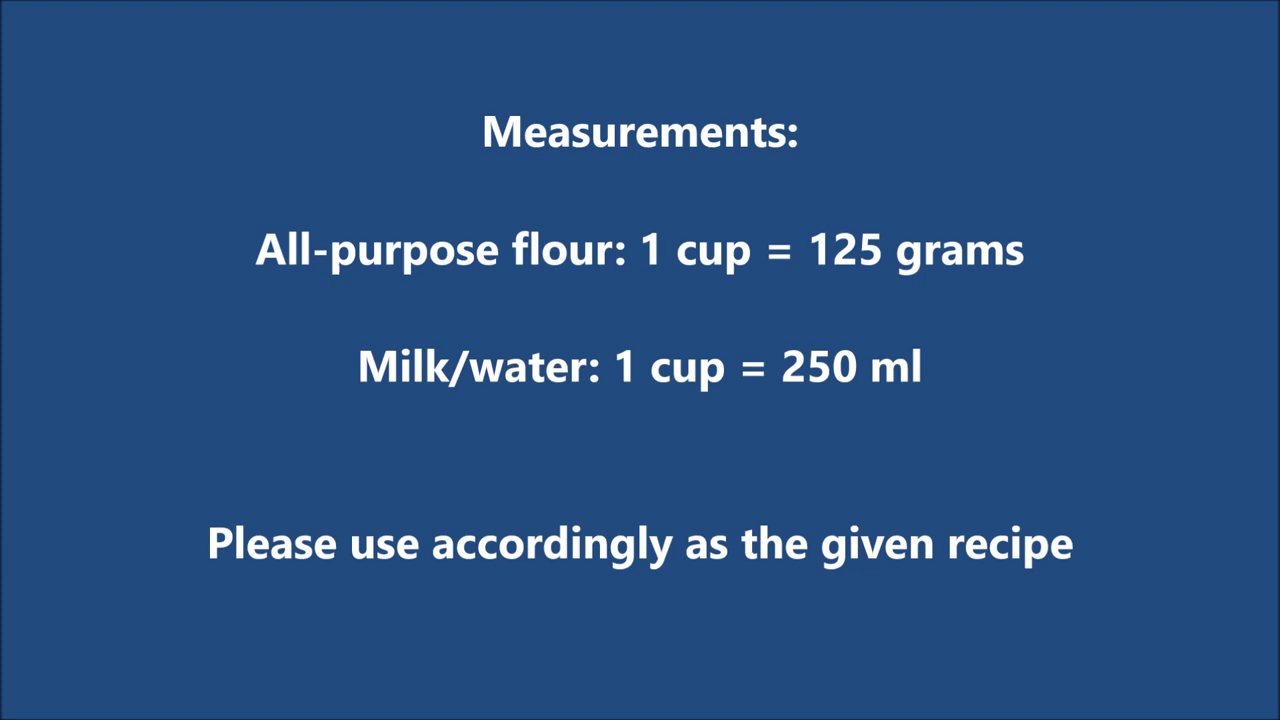 Measurements:
All-purpose flour: 1 cup = 125 grams
Milk/water: 1 cup = 250 ml
Please use accordingly as the given recipe